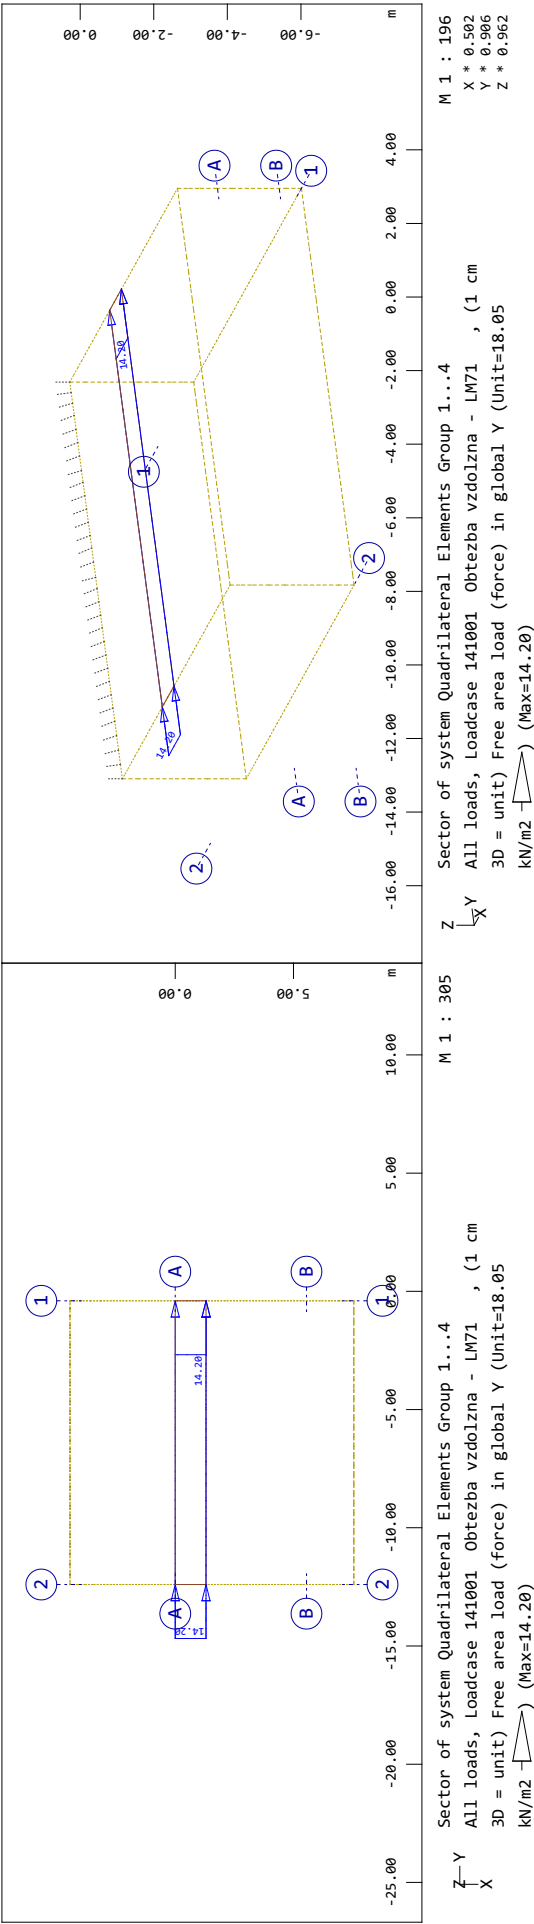 2
1
0.00
A
A
14.20
14.20
B
B
5.00
2
1
-25.00 -20.00 -15.00 -10.00 -5.00 0.00 5.00 10.00 m
M 1 : 305
Sector of system Quadrilateral Elements Group 1...4
All loads, Loadcase 141001 Obtezba vzdolzna - LM71 , (1 cm
3D = unit) Free area load (force) in global Y (Unit=18.05
kN/m2 ) (Max=14.20)
Z Y
X
0.00
-2.00
-4.00
-6.00
14.20
14.20
1
2
A
B
1
A
B
2
-16.00 -14.00 -12.00 -10.00 -8.00 -6.00 -4.00 -2.00 0.00 2.00 4.00 m
M 1 : 196
X * 0.502
Y * 0.906
Z * 0.962
Sector of system Quadrilateral Elements Group 1...4
All loads, Loadcase 141001 Obtezba vzdolzna - LM71 , (1 cm
3D = unit) Free area load (force) in global Y (Unit=18.05
kN/m2 ) (Max=14.20)
Z
Y
X